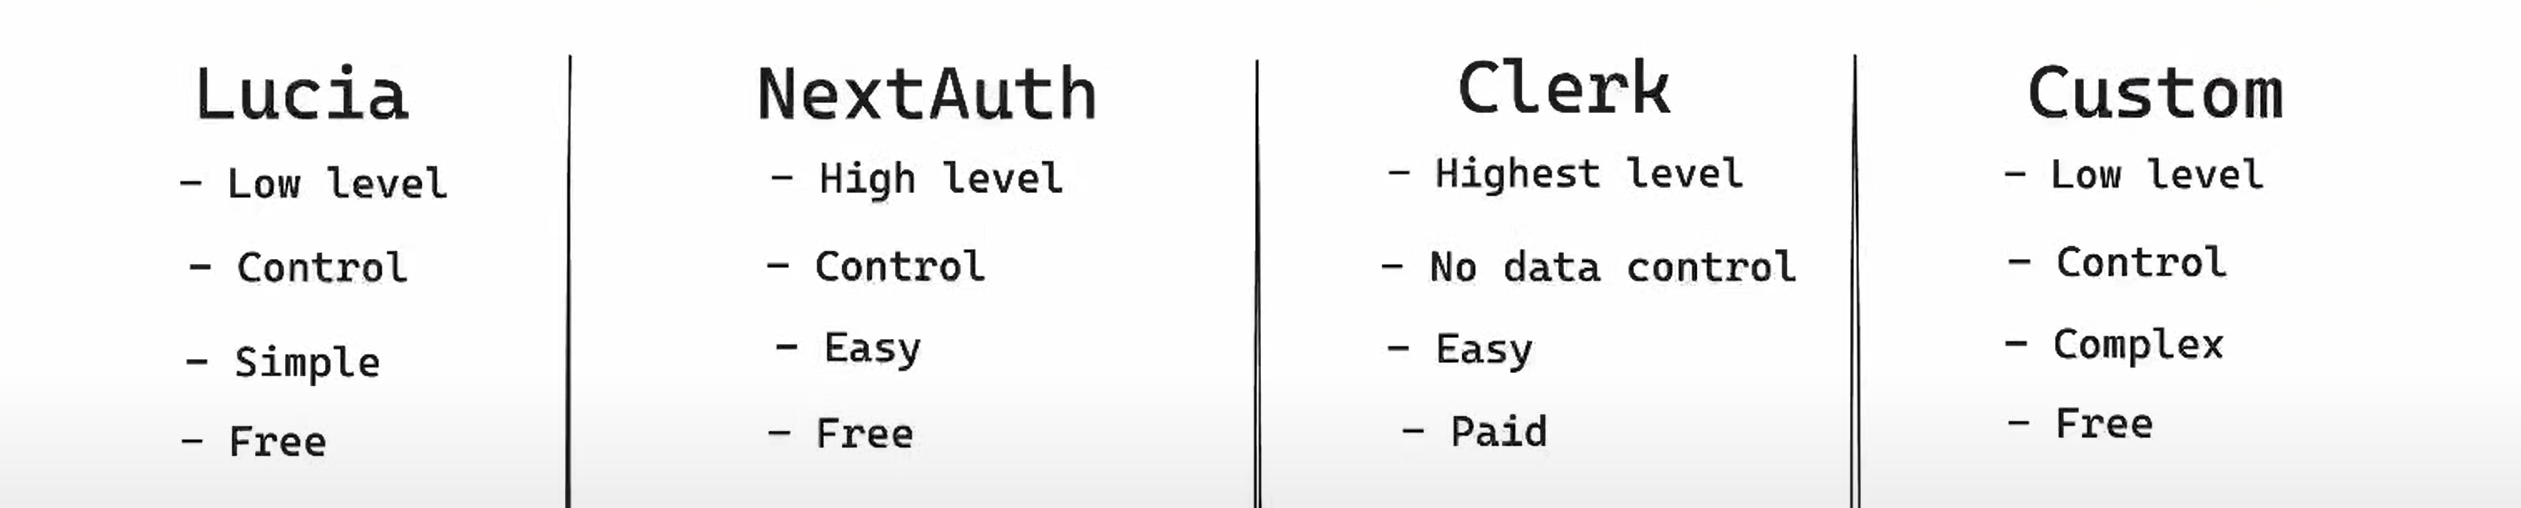 Lucia
- Low level
- Control
- Simple
- Free
NextAuth
- High level
- Control
- Easy
- Free
Clerk
- Highest level
- No data control
- Easy
- Paid
Custom
- Low level
- Control
- Complex
- Free